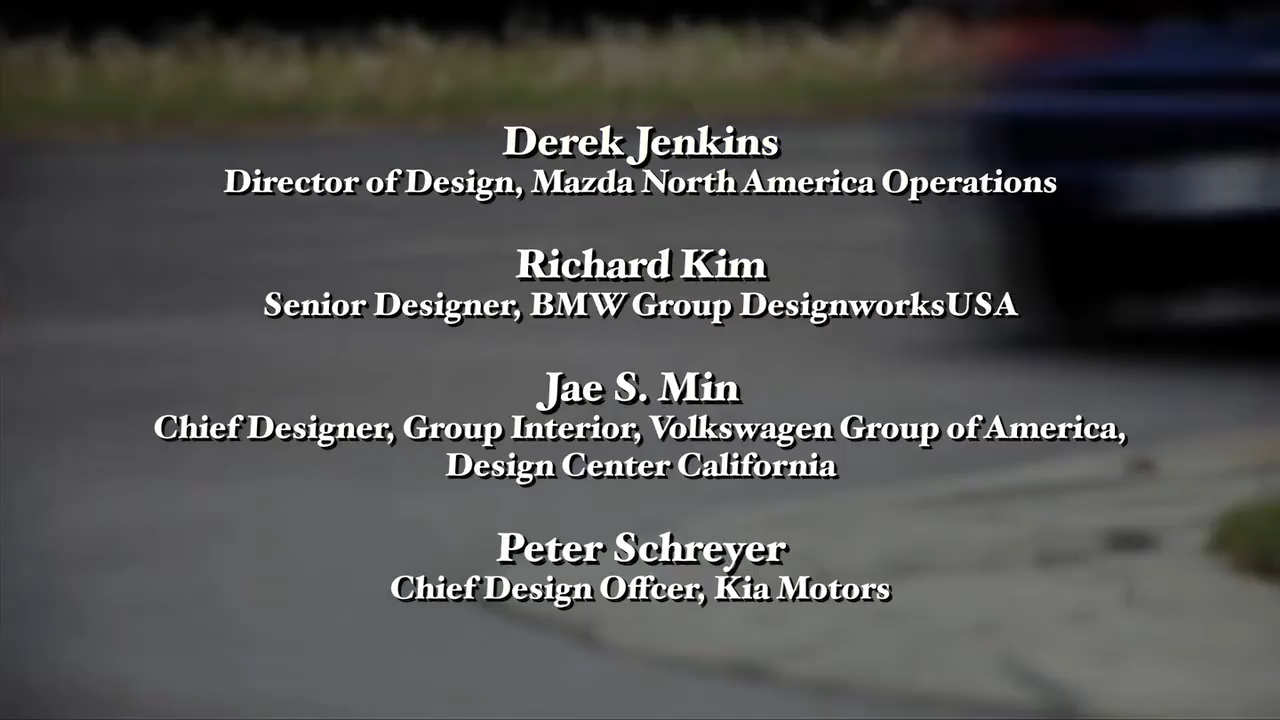 Derek Jenkins
Director of Design, Mazda North America Operations
Richard Kim
Senior Designer, BMW Group DesignworksUSA
Jae S. Min
Chief Designer, Group Interior, Volkswagen Group of America,
Design Center California
Peter Schreyer
Chief Design Offcer, Kia Motors